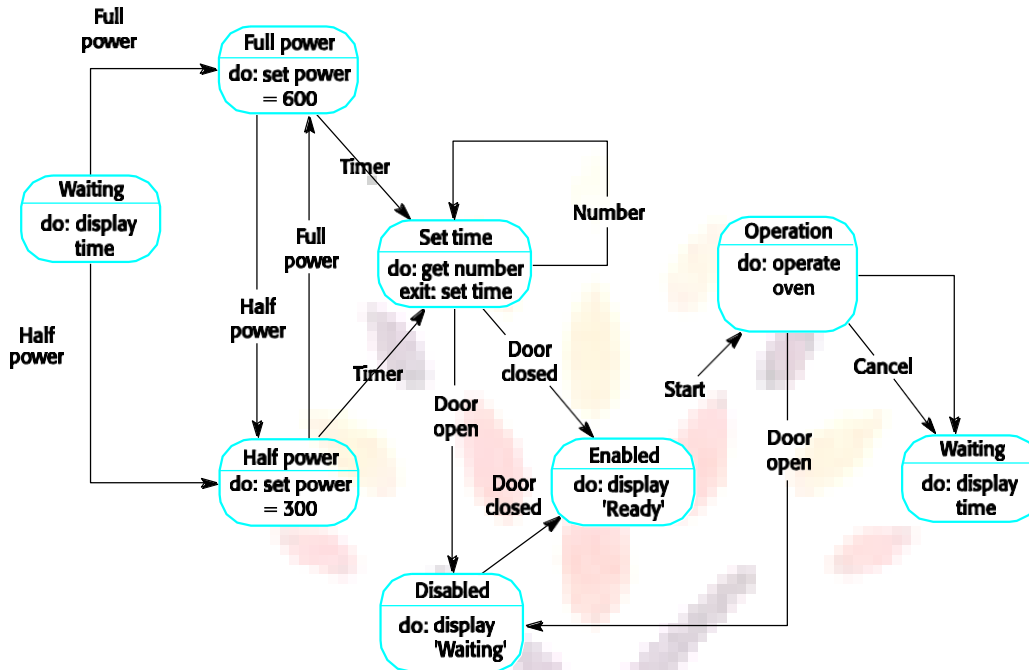 Full
power
Full power
do: set power
= 600
Timer
Waiting
do: display
time
Full
power
Set time
do: get number
exit: set time
Number
Operation
do: operate
oven
Half
power
Half
power
Timer
Door
closed
Door
open
Start
Cancel
Door
open
Half power
do: set power
= 300
Door
closed
Enabled
do: display
'Ready'
Waiting
do: display
time
Disabled
do: display
'Waiting'